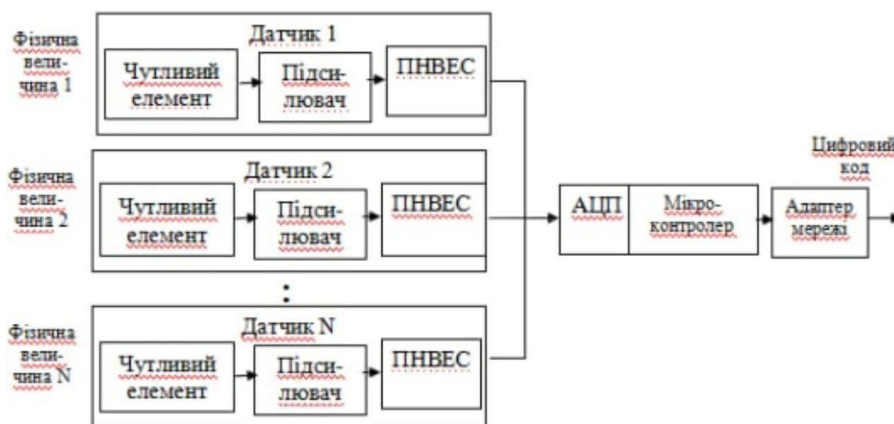 Фізична
вели-
чина 1
Датчик 1
Чутливий
елемент
Підси-
лювач
ПНВЕС
Фізична
вели-
чина 2
Датчик 2
Чутливий
елемент
Підси-
лювач
ПНВЕС
АЦП
Мікро-
контролер
Адаптер
мережі
Цифровий
код
:
Фізична
вели-
чина N
Датчик N
Чутливий
елемент
Підси-
лювач
ПНВЕС